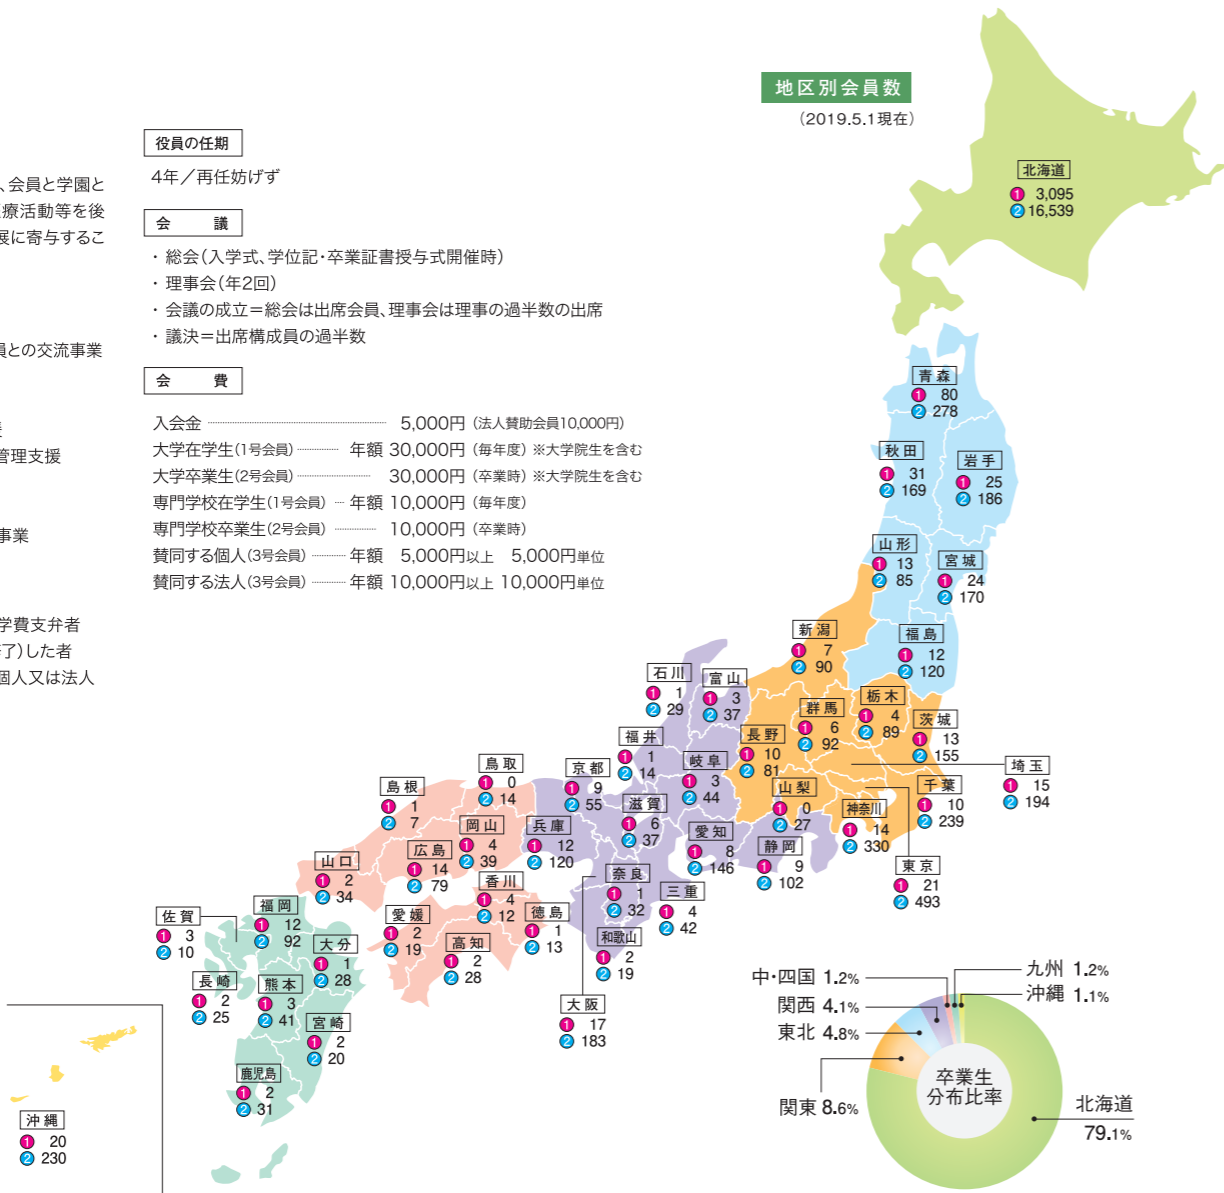 、会員と学園と
療活動等を後
展に寄与するこ
員との交流事業
管理支援
事業
学費支弁者
了)した者
個人又は法人
役員の任期
4年／再任妨げず
会 議
・ 総会(入学式、学位記・卒業証書授与式開催時)
・ 理事会(年2回)
・ 会議の成立＝総会は出席会員、理事会は理事の過半数の出席
・ 議決＝出席構成員の過半数
会 費
入会金 5,000円 (法人賛助会員10,000円)
大学在学生(1号会員) 年額 30,000円 (毎年度) ※大学院生を含む
大学卒業生(2号会員) 30,000円 (卒業時) ※大学院生を含む
専門学校在学生(1号会員) 年額 10,000円 (毎年度)
専門学校卒業生(2号会員) 10,000円 (卒業時)
賛同する個人(3号会員) 年額 5,000円以上 5,000円単位
賛同する法人(3号会員) 年額 10,000円以上 10,000円単位
地区別会員数
(2019.5.1現在)
北海道
1 3,095
2 16,539
青森
1 80
2 278
秋田
1 31
2 169
岩手
1 25
2 186
山形
1 13
2 85
宮城
1 24
2 170
福島
1 12
2 120
新潟
1 7
2 90
石川
1 1
2 29
富山
1 3
2 37
群馬
1 6
2 92
栃木
1 4
2 89
茨城
1 13
2 155
長野
1 10
2 81
福井
1 1
2 14
岐阜
1 3
2 44
埼玉
1 15
2 194
千葉
1 10
2 239
山梨
1 0
2 27
神奈川
1 14
2 330
東京
1 21
2 493
鳥取
1 0
2 14
京都
1 9
2 55
島根
1 1
2 7
滋賀
1 6
2 37
岡山
1 4
2 39
兵庫
1 12
2 120
愛知
1 8
2 146
静岡
1 9
2 102
広島
1 14
2 79
山口
1 2
2 34
奈良
1 1
2 32
三重
1 4
2 42
香川
1 4
2 12
徳島
1 1
2 13
愛媛
1 2
2 19
高知
1 2
2 28
和歌山
1 2
2 19
大阪
1 17
2 183
佐賀
1 3
2 10
福岡
1 12
2 92
大分
1 1
2 28
長崎
1 2
2 25
熊本
1 3
2 41
宮崎
1 2
2 20
鹿児島
1 2
2 31
沖縄
1 20
2 230
中・四国 1.2%
関西 4.1%
東北 4.8%
関東 8.6%
九州 1.2%
沖縄 1.1%
卒業生
分布比率
北海道
79.1%